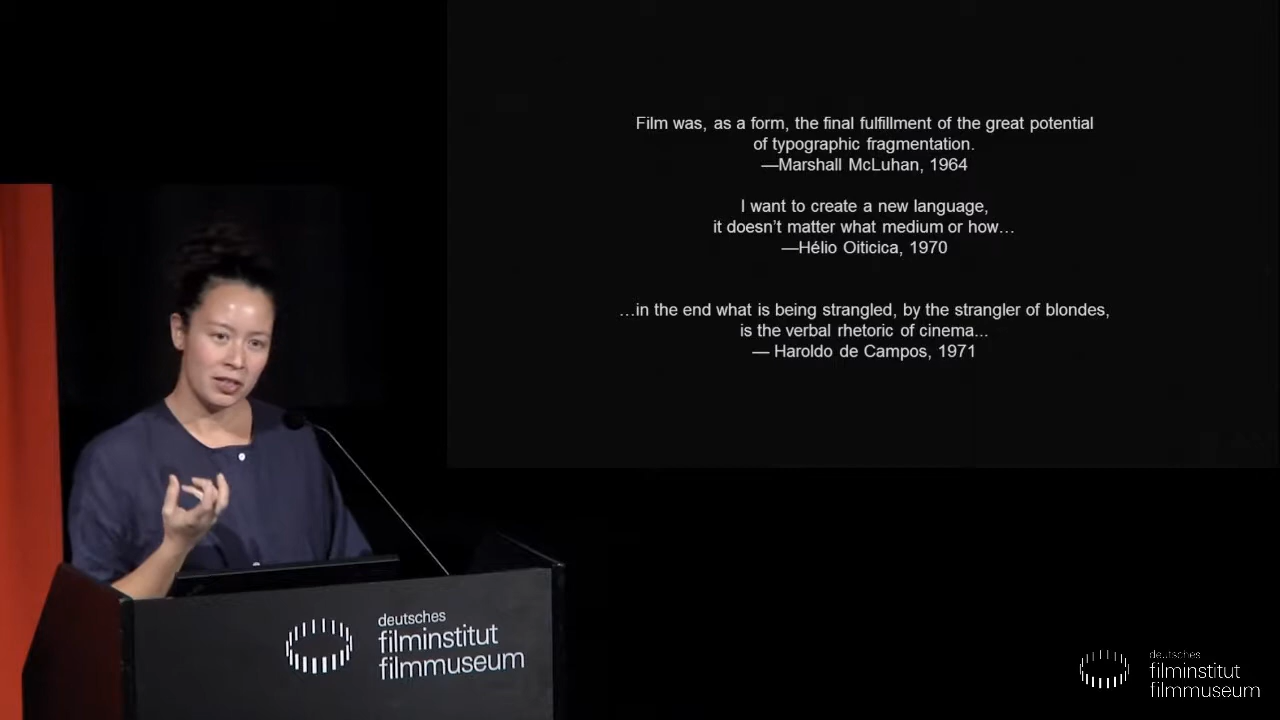 Film was, as a form, the final fulfillment of the great potential
of typographic fragmentation.
—Marshall McLuhan, 1964
I want to create a new language,
it doesn’t matter what medium or how…
—Hélio Oiticica, 1970
…in the end what is being strangled, by the strangler of blondes,
is the verbal rhetoric of cinema...
— Haroldo de Campos, 1971
deutsches
filminstitut
filmmuseum
deutsches
filminstitut
filmmuseum